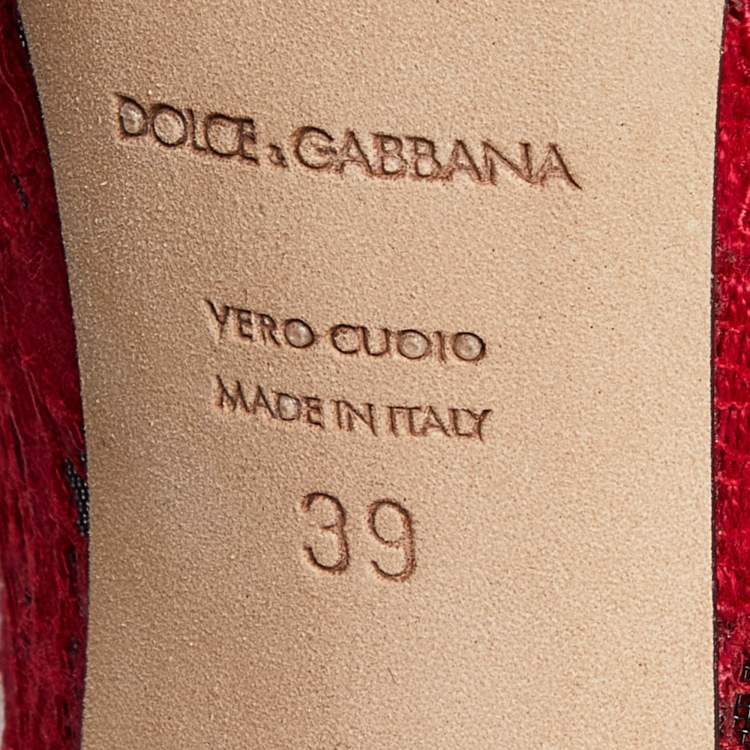 DOLCE & GABBANA
VERO CUOIO
MADE IN ITALY
39